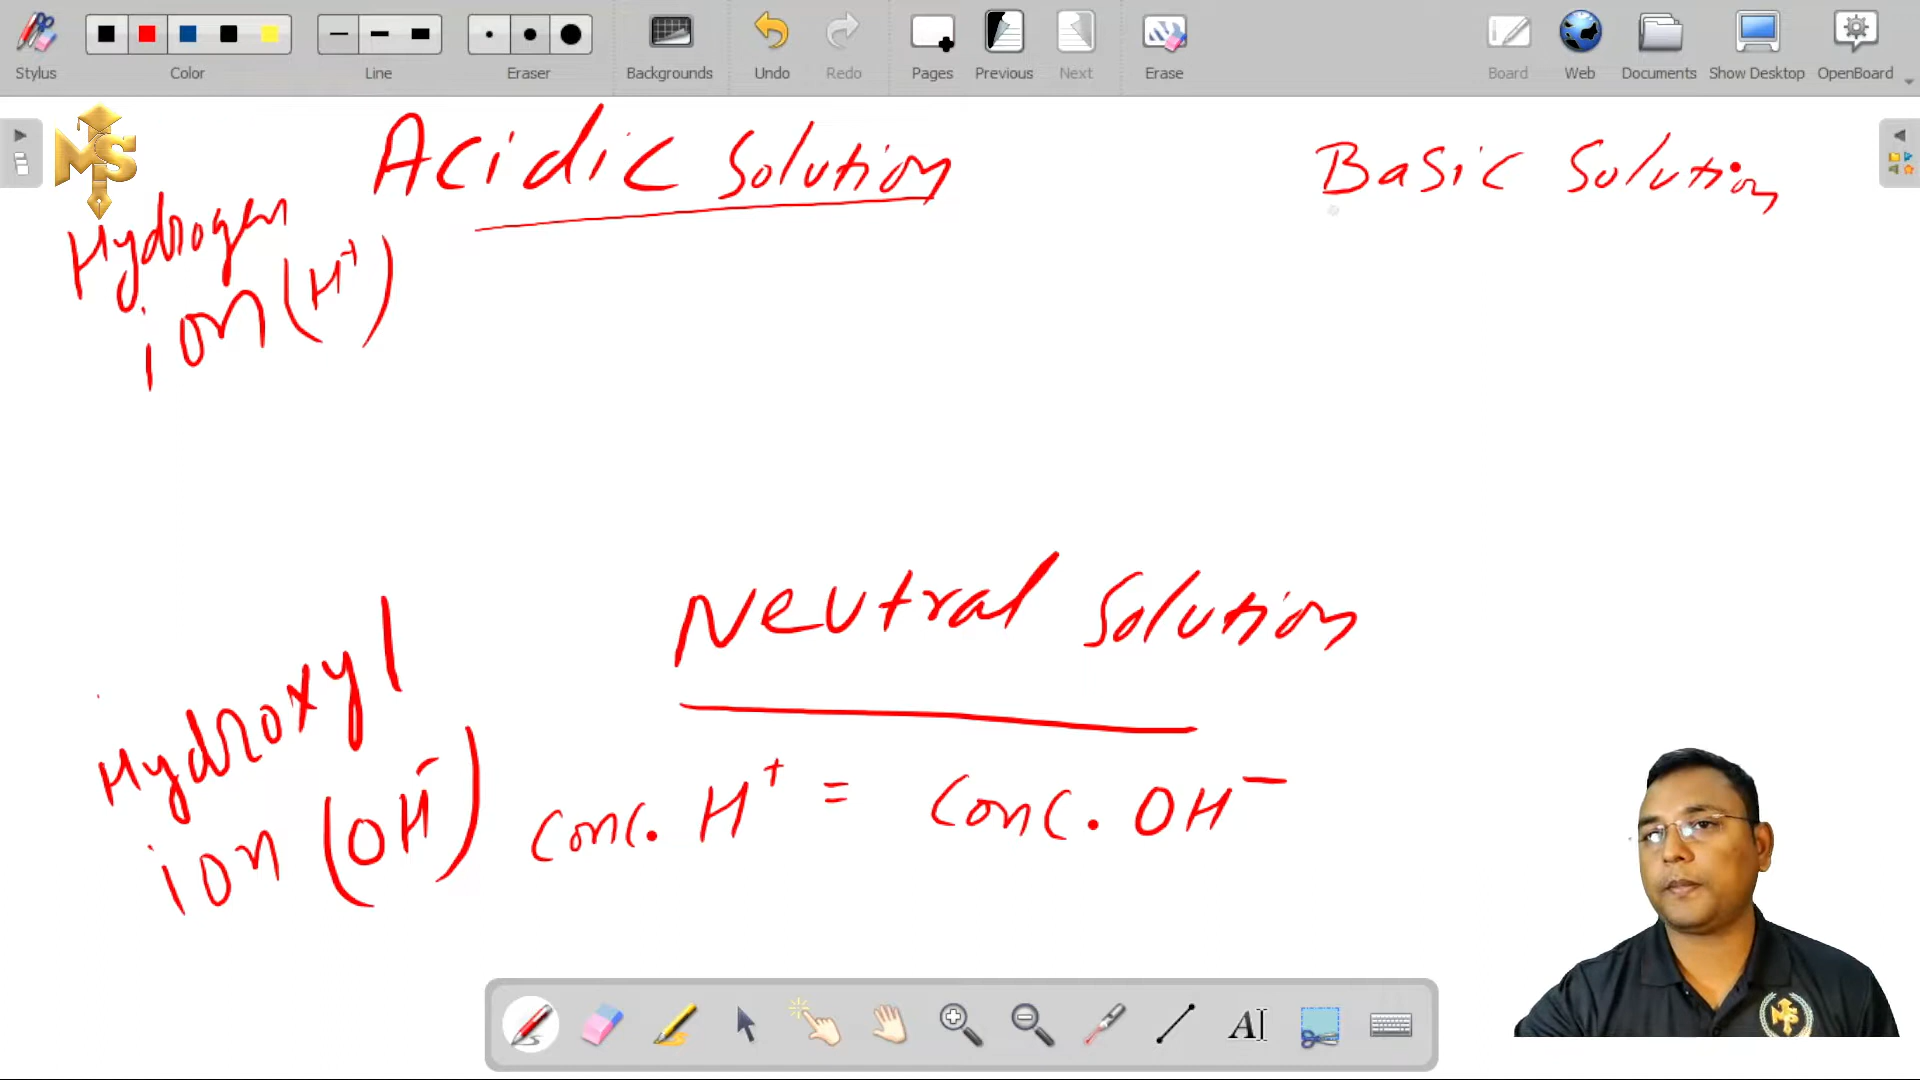 Stylus
Color
Line
Eraser
Backgrounds
Undo
Redo
Pages
Previous
Next
Erase
Board
Web
Documents
Show Desktop
OpenBoard
MS
Acidic Solution
Basic Solution
Hydrogen
ion (H+)
Neutral Solution
Hydroxyl
ion (OH-)
Conc. H+ = Conc. OH-